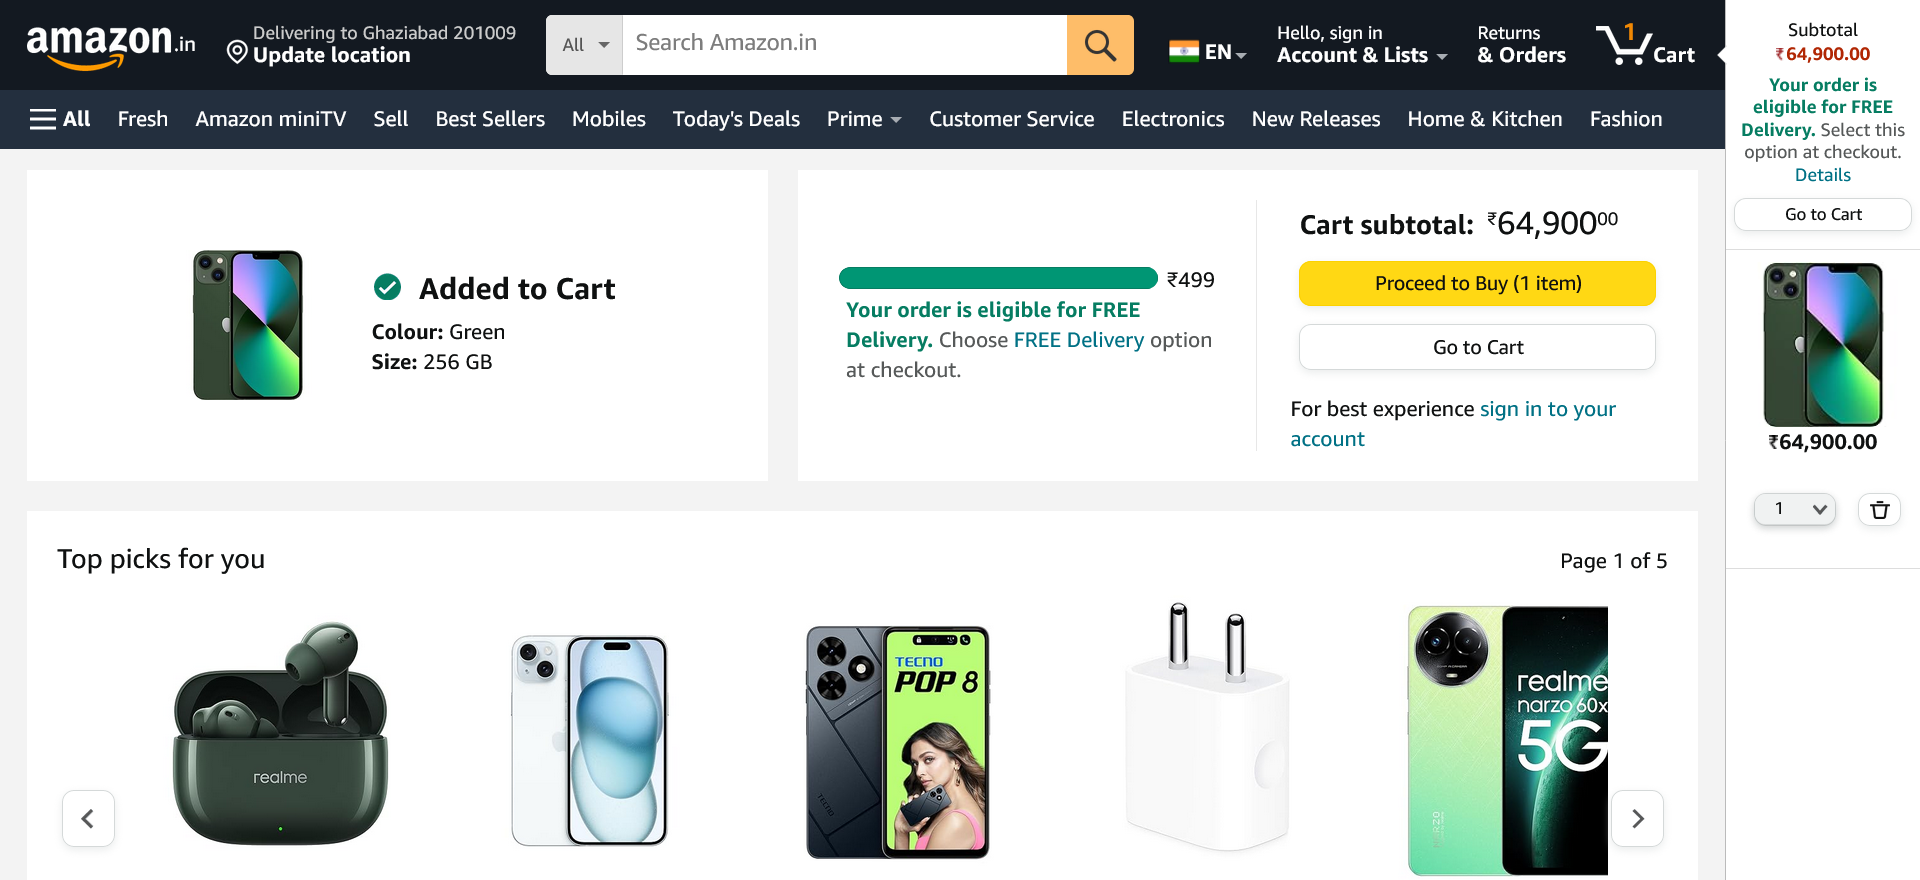 amazon.in
Delivering to Ghaziabad 201009
Update location
All
Search Amazon.in
EN
Hello, sign in
Account & Lists
Returns
& Orders
1
Cart
All
Fresh
Amazon miniTV
Sell
Best Sellers
Mobiles
Today's Deals
Prime
Customer Service
Electronics
New Releases
Home & Kitchen
Fashion
Added to Cart
Colour: Green
Size: 256 GB
₹499
Your order is eligible for FREE
Delivery. Choose FREE Delivery option
at checkout.
Cart subtotal: ₹64,90000
Proceed to Buy (1 item)
Go to Cart
For best experience sign in to your
account
Subtotal
₹64,900.00
Your order is
eligible for FREE
Delivery. Select this
option at checkout.
Details
Go to Cart
₹64,900.00
1
Top picks for you
Page 1 of 5
realme
TECNO
POP 8
TECNO
realme
narzo 60x
5G